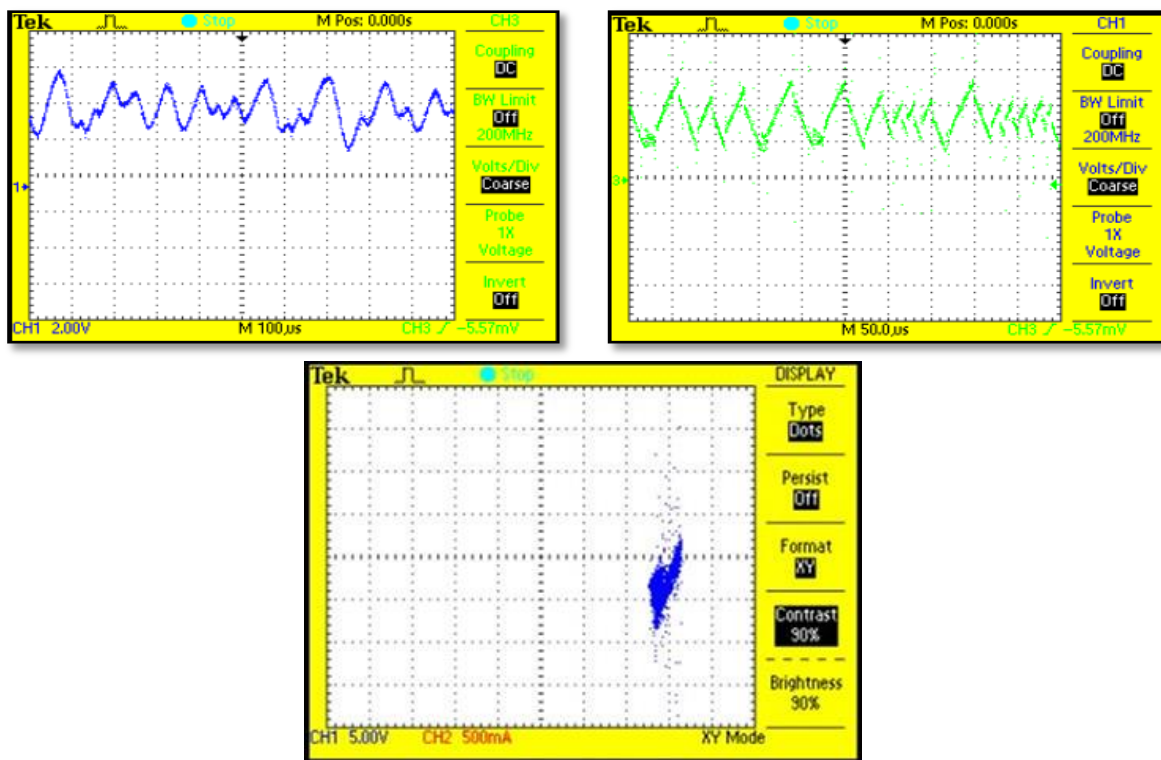 Tek Stop M Pos: 0.000s CH3
Coupling
DC
BW Limit
Off
200MHz
Volts/Div
Coarse
Probe
1X
Voltage
Invert
Off
1
CH1 2.00V M 100µs CH3 -5.57mV
Tek Stop M Pos: 0.000s CH1
Coupling
DC
BW Limit
Off
200MHz
Volts/Div
Coarse
Probe
1X
Voltage
Invert
Off
3
M 50.0µs CH3 -5.57mV
Tek Stop DISPLAY
Type
Dots
Persist
Off
Format
XY
Contrast
90%
Brightness
90%
CH1 5.00V CH2 500mA XY Mode